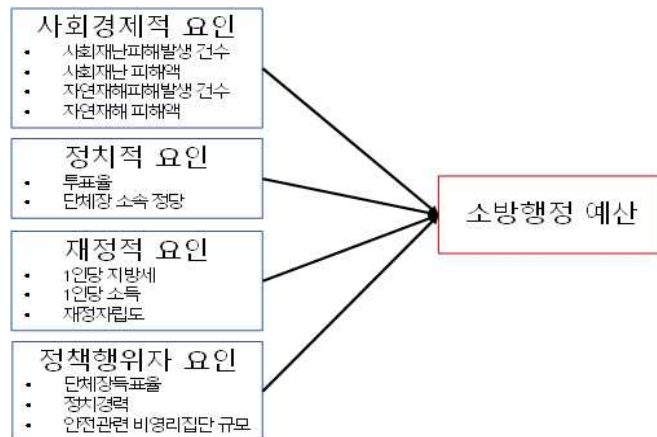 사회경제적 요인
• 사회재난피해발생 건수
• 사회재난 피해액
• 자연재해피해발생 건수
• 자연재해 피해액
정치적 요인
• 투표율
• 단체장 소속 정당
재정적 요인
• 1인당 지방세
• 1인당 소득
• 재정자립도
정책행위자 요인
• 단체장득표율
• 정치경력
• 안전관련 비영리집단 규모
소방행정 예산